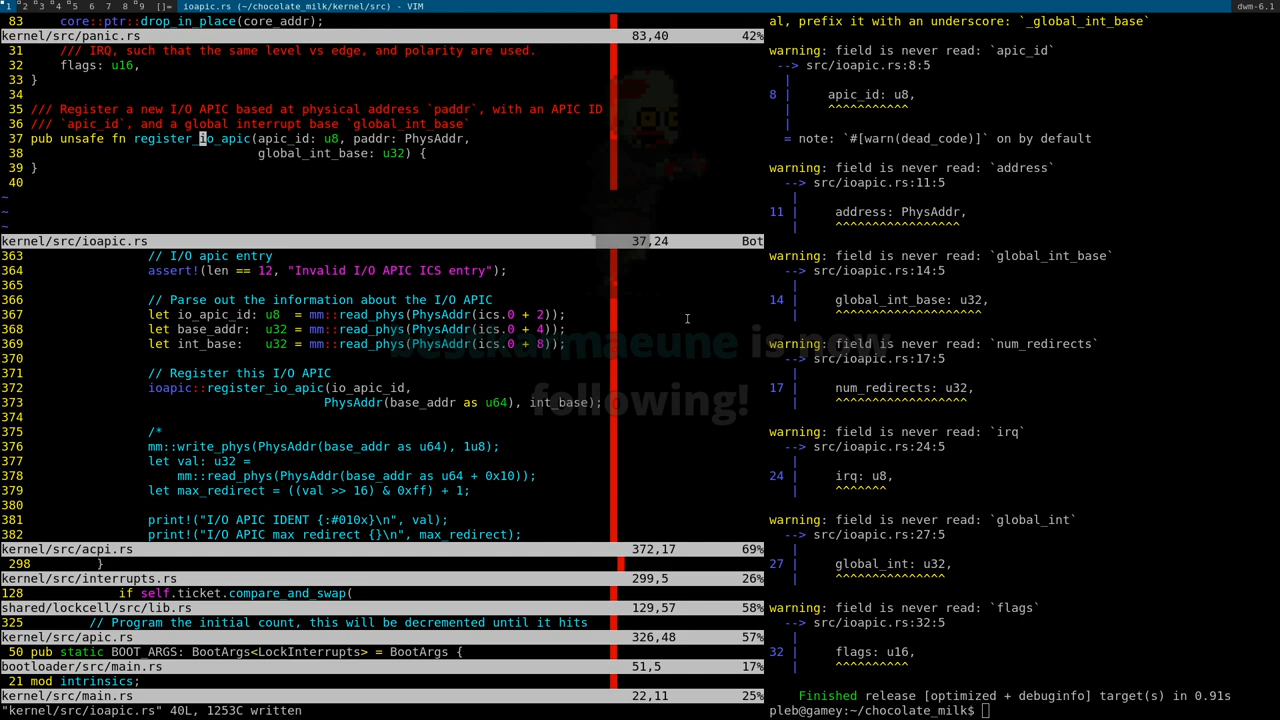 1 2 3 4 5 6 7 8 9 []= ioapic.rs (~/chocolate_milk/kernel/src) - VIM dwm-6.1
83 core::ptr::drop_in_place(core_addr);
kernel/src/panic.rs 83,40 42%
31 /// IRQ, such that the same level vs edge, and polarity are used.
32 flags: u16,
33 }
34
35 /// Register a new I/O APIC based at physical address `paddr`, with an APIC ID
36 /// `apic_id`, and a global interrupt base `global_int_base`
37 pub unsafe fn register_io_apic(apic_id: u8, paddr: PhysAddr,
38 global_int_base: u32) {
39 }
40
~
~
~
kernel/src/ioapic.rs 37,24 Bot
363 // I/O apic entry
364 assert!(len == 12, "Invalid I/O APIC ICS entry");
365
366 // Parse out the information about the I/O APIC
367 let io_apic_id: u8 = mm::read_phys(PhysAddr(ics.0 + 2));
368 let base_addr: u32 = mm::read_phys(PhysAddr(ics.0 + 4));
369 let int_base: u32 = mm::read_phys(PhysAddr(ics.0 + 8));
370
371 // Register this I/O APIC
372 ioapic::register_io_apic(io_apic_id,
373 PhysAddr(base_addr as u64), int_base);
374
375 /*
376 mm::write_phys(PhysAddr(base_addr as u64), 1u8);
377 let val: u32 =
378 mm::read_phys(PhysAddr(base_addr as u64 + 0x10));
379 let max_redirect = ((val >> 16) & 0xff) + 1;
380
381 print!("I/O APIC IDENT {:#010x}\n", val);
382 print!("I/O APIC max redirect {}\n", max_redirect);
kernel/src/acpi.rs 372,17 69%
298 }
kernel/src/interrupts.rs 299,5 26%
128 if self.ticket.compare_and_swap(
shared/lockcell/src/lib.rs 129,57 58%
325 // Program the initial count, this will be decremented until it hits
kernel/src/apic.rs 326,48 57%
50 pub static BOOT_ARGS: BootArgs<LockInterrupts> = BootArgs {
bootloader/src/main.rs 51,5 17%
21 mod intrinsics;
kernel/src/main.rs 22,11 25%
"kernel/src/ioapic.rs" 40L, 1253C written
bestkarmaeune is now
following!
al, prefix it with an underscore: `_global_int_base`
warning: field is never read: `apic_id`
--> src/ioapic.rs:8:5
|
8 | apic_id: u8,
| ^^^^^^^^^^^
|
= note: `#[warn(dead_code)]` on by default
warning: field is never read: `address`
--> src/ioapic.rs:11:5
|
11 | address: PhysAddr,
| ^^^^^^^^^^^^^^^^^
warning: field is never read: `global_int_base`
--> src/ioapic.rs:14:5
|
14 | global_int_base: u32,
| ^^^^^^^^^^^^^^^^^^^^
warning: field is never read: `num_redirects`
--> src/ioapic.rs:17:5
|
17 | num_redirects: u32,
| ^^^^^^^^^^^^^^^^^^
warning: field is never read: `irq`
--> src/ioapic.rs:24:5
|
24 | irq: u8,
| ^^^^^^^
warning: field is never read: `global_int`
--> src/ioapic.rs:27:5
|
27 | global_int: u32,
| ^^^^^^^^^^^^^^^
warning: field is never read: `flags`
--> src/ioapic.rs:32:5
|
32 | flags: u16,
| ^^^^^^^^^^
Finished release [optimized + debuginfo] target(s) in 0.91s
pleb@gamey:~/chocolate_milk$